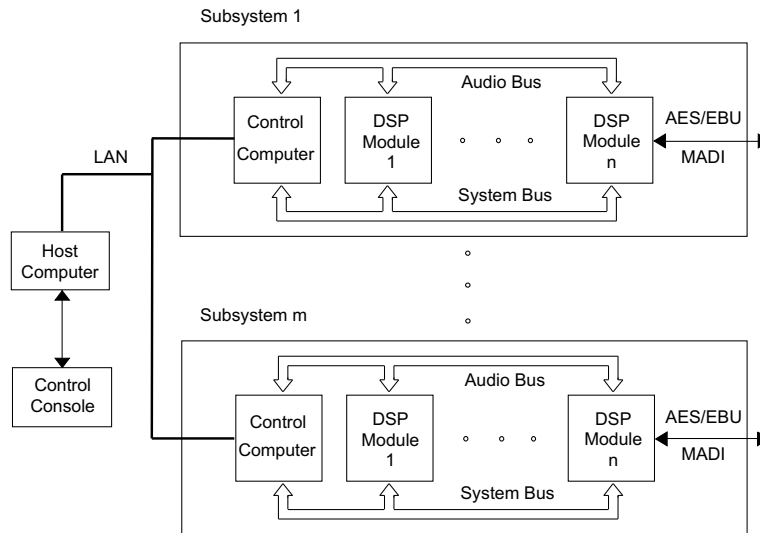 Subsystem 1
Audio Bus
Control
Computer
DSP
Module
1
DSP
Module
n
AES/EBU
MADI
System Bus
LAN
Host
Computer
Control
Console
Subsystem m
Audio Bus
Control
Computer
DSP
Module
1
DSP
Module
n
AES/EBU
MADI
System Bus